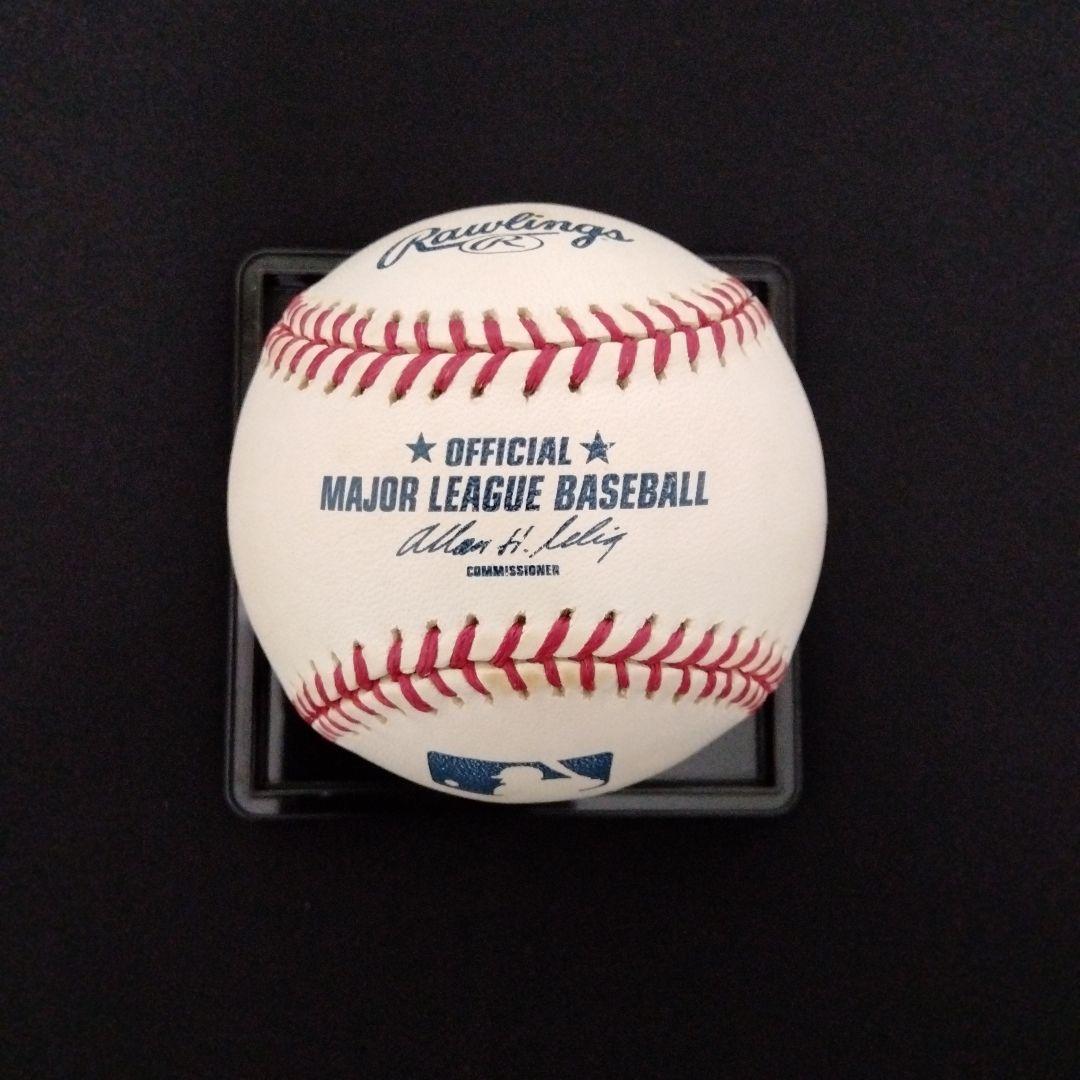 Rawlings
R
★ OFFICIAL ★
MAJOR LEAGUE BASEBALL
Allan H. Selig
COMMISSIONER